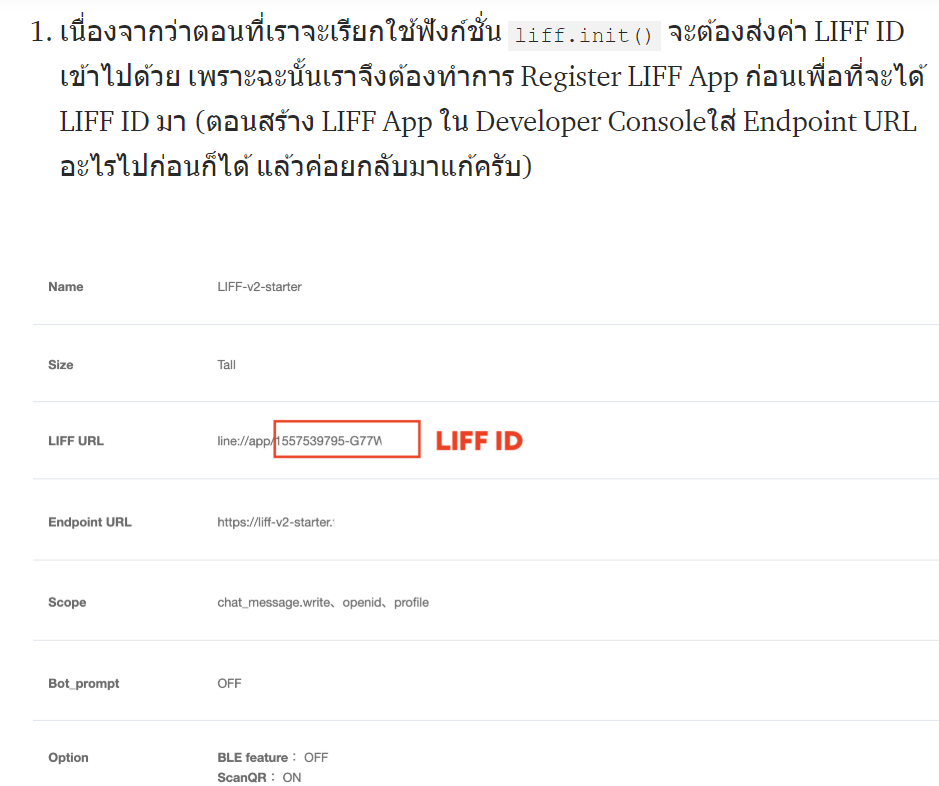 1. เนื่องจากว่าตอนที่เราจะเรียกใช้ฟังก์ชั่น liff.init() จะต้องส่งค่า LIFF ID
เข้าไปด้วย เพราะฉะนั้นเราจึงต้องทำการ Register LIFF App ก่อนเพื่อที่จะได้
LIFF ID มา (ตอนสร้าง LIFF App ใน Developer Consoleใส่ Endpoint URL
อะไรไปก่อนก็ได้ แล้วค่อยกลับมาแก้ครับ)
Name LIFF-v2-starter
Size Tall
LIFF URL line://app/1557539795-G77W LIFF ID
Endpoint URL https://liff-v2-starter.
Scope chat_message.write、openid、profile
Bot_prompt OFF
Option BLE feature： OFF
ScanQR： ON